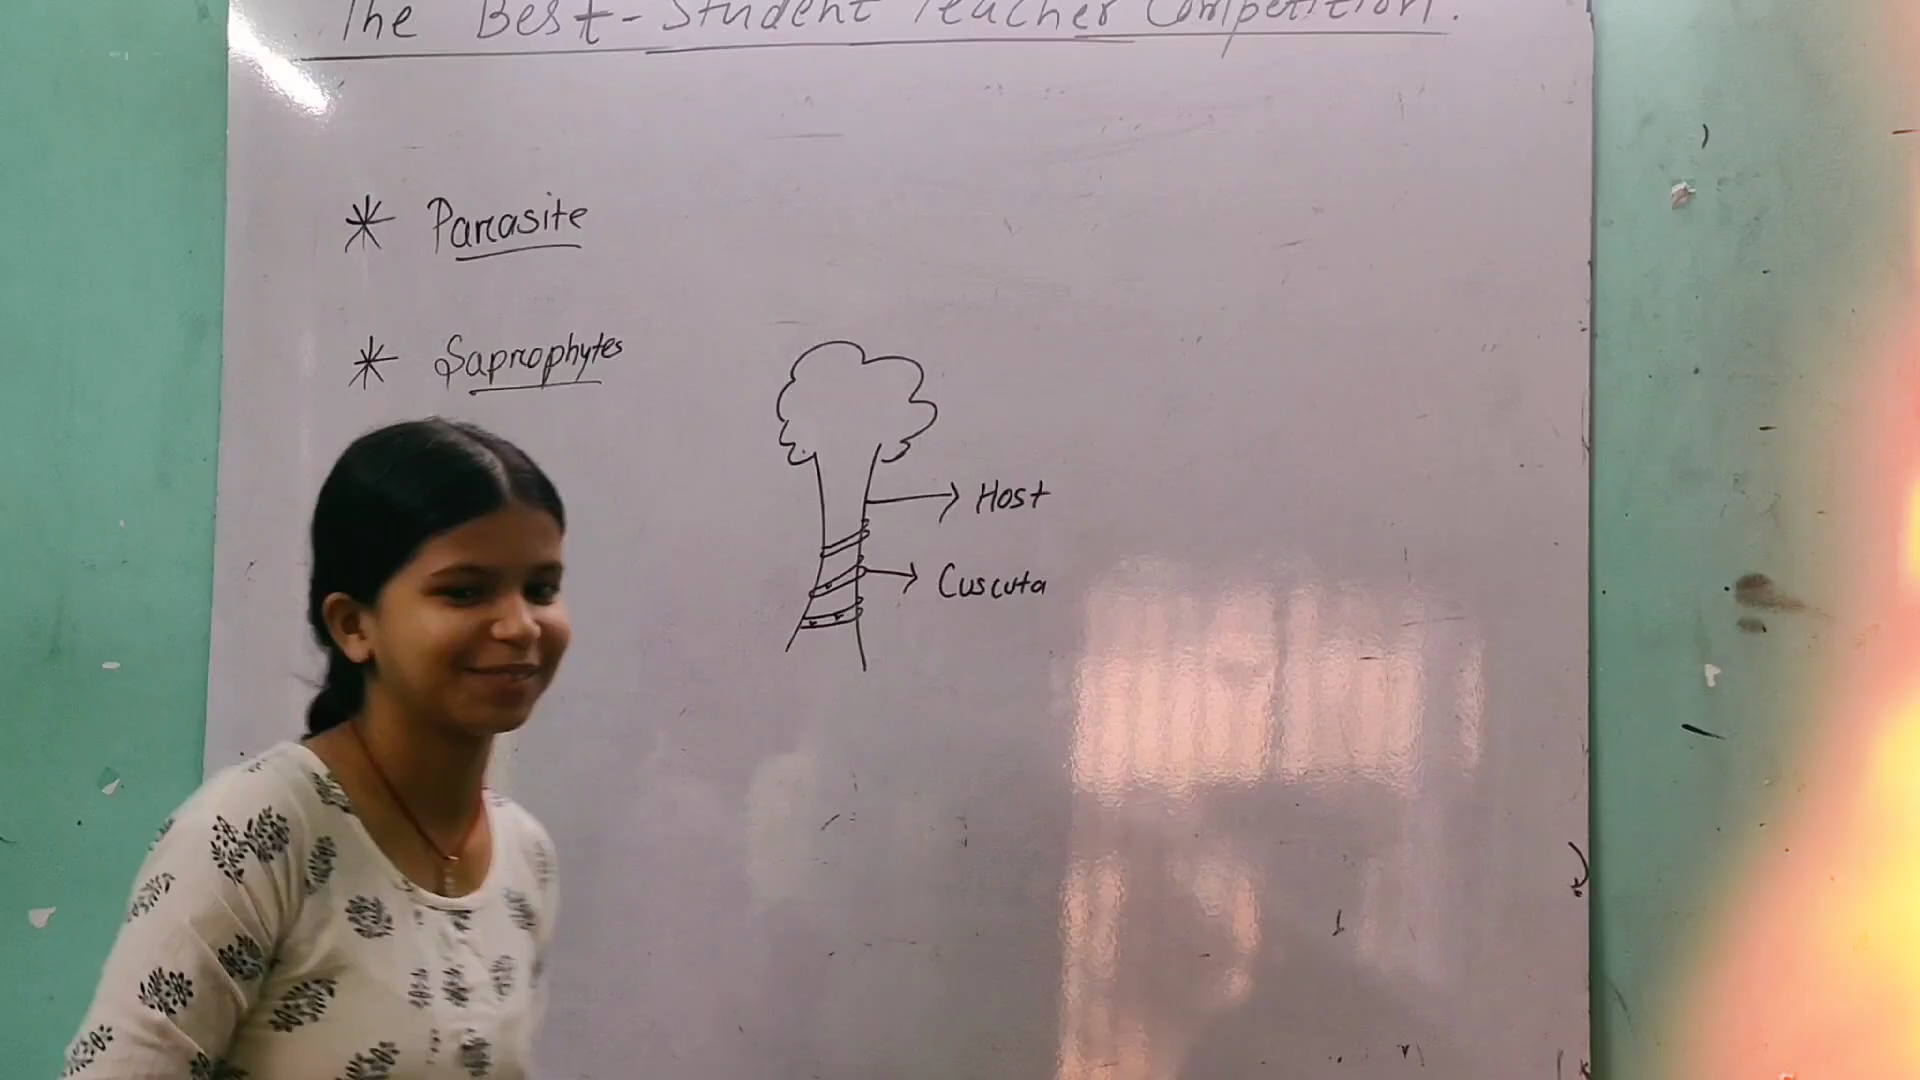 The Best-Student Teacher Competition.
* Parasite
* Saprophytes
Host
Cuscuta